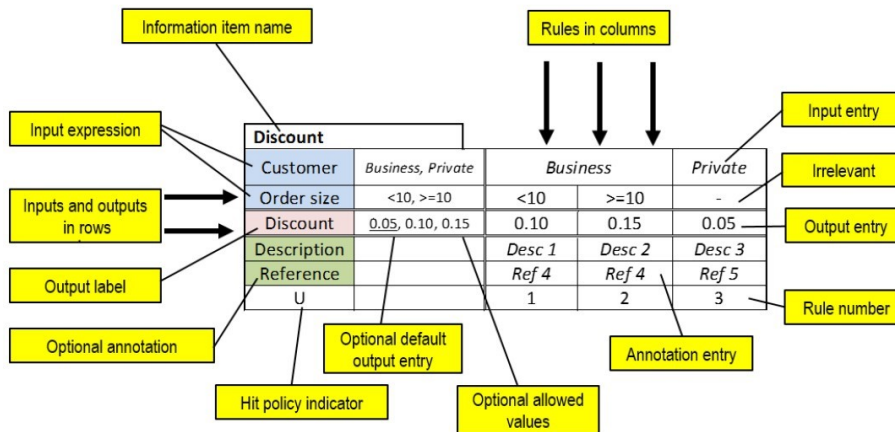 Information item name
Rules in columns
Input expression
Input entry
Discount
Customer
Business, Private
Business
Private
Irrelevant
Order size
<10, >=10
<10
>=10
-
Inputs and outputs
in rows
Discount
0.05, 0.10, 0.15
0.10
0.15
0.05
Output entry
Description
Desc 1
Desc 2
Desc 3
Output label
Reference
Ref 4
Ref 4
Ref 5
U
1
2
3
Rule number
Optional annotation
Optional default
output entry
Annotation entry
Hit policy indicator
Optional allowed
values